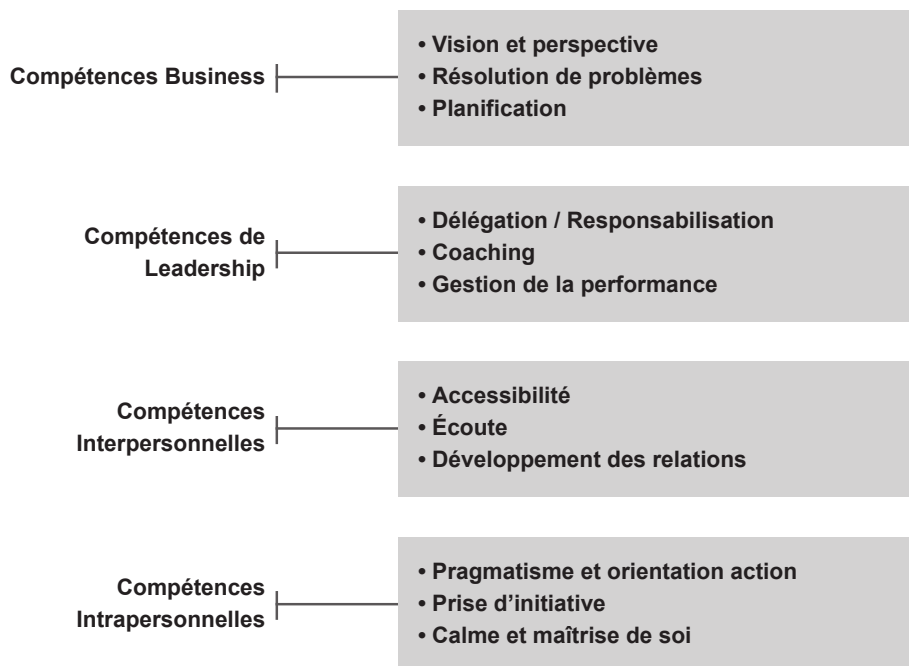 Compétences Business
• Vision et perspective
• Résolution de problèmes
• Planification
Compétences de
Leadership
• Délégation / Responsabilisation
• Coaching
• Gestion de la performance
Compétences
Interpersonnelles
• Accessibilité
• Écoute
• Développement des relations
Compétences
Intrapersonnelles
• Pragmatisme et orientation action
• Prise d’initiative
• Calme et maîtrise de soi